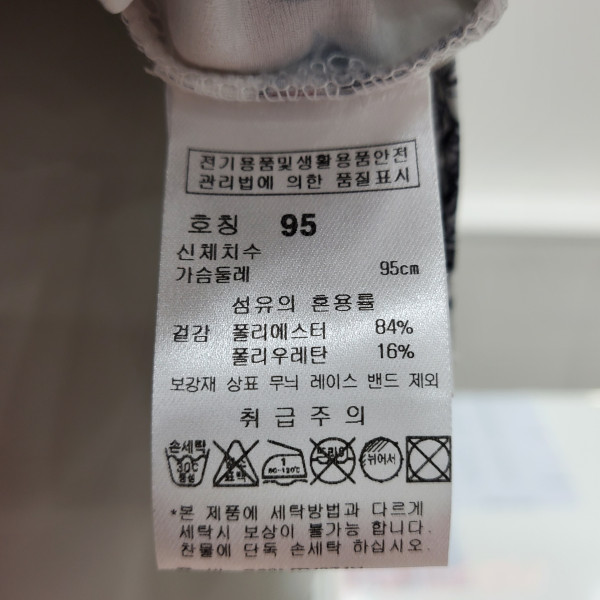 전기용품및생활용품안전
관리법에 의한 품질표시
호칭 95
신체치수
가슴둘레 95cm
섬유의 혼용률
겉감 폴리에스터 84%
폴리우레탄 16%
보강재 상표 무늬 레이스 밴드 제외
취급주의
손세탁 30℃ 중성
염소 표백
1 80~120℃
드라이
뉘어서
*본 제품에 세탁방법과 다르게
세탁시 보상이 불가능 합니다.
찬물에 단독 손세탁 하십시오.